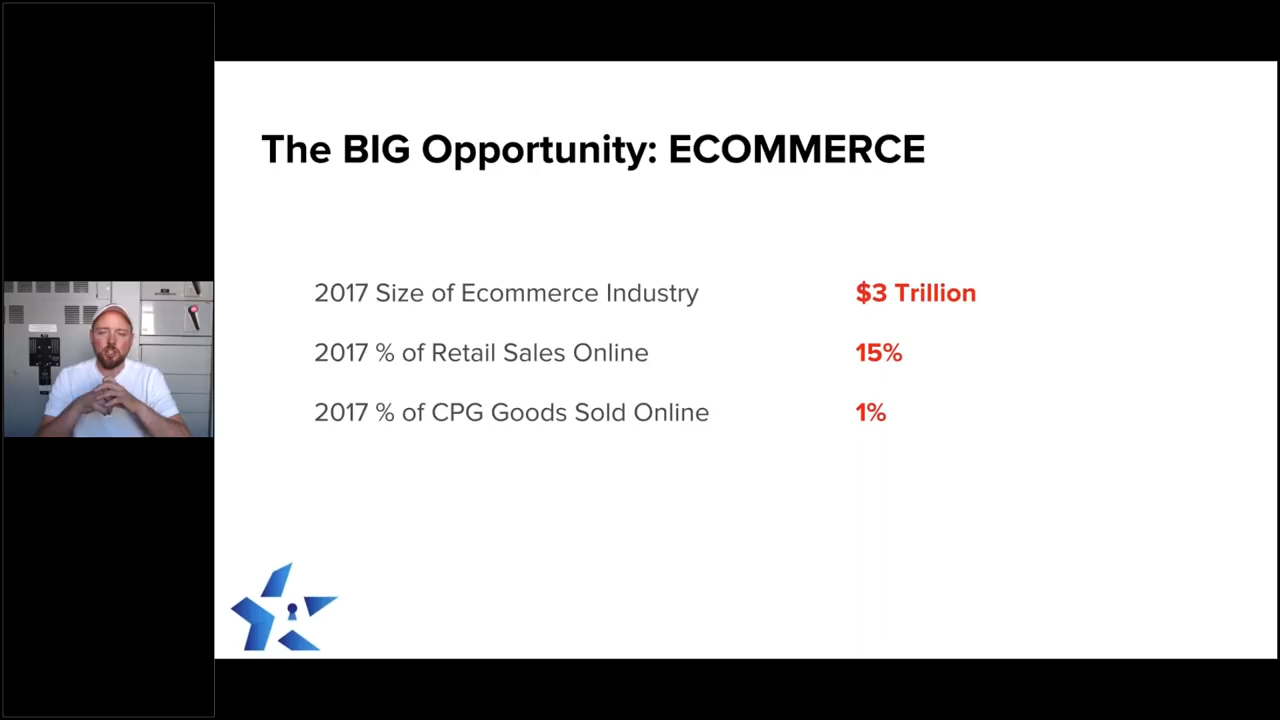 The BIG Opportunity: ECOMMERCE
2017 Size of Ecommerce Industry $3 Trillion
2017 % of Retail Sales Online 15%
2017 % of CPG Goods Sold Online 1%